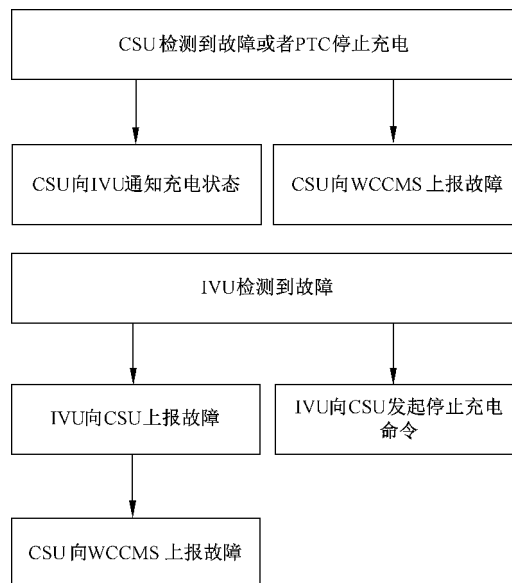 CSU检测到故障或者PTC停止充电
CSU向IVU通知充电状态
CSU向WCCMS上报故障
IVU检测到故障
IVU向CSU上报故障
IVU向CSU发起停止充电
命令
CSU向WCCMS上报故障